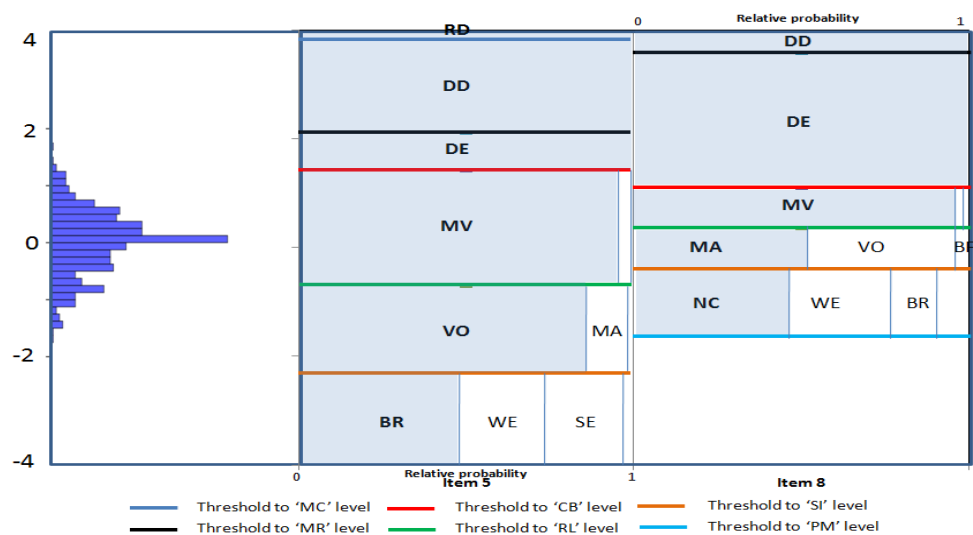 0 Relative probability 1
4 RD DD
DD
DE
2
DE
MV MV
0 MA VO BR
NC WE BR
VO MA
-2
BR WE SE
-4
0 Relative probability 1
Item 5 Item 8
Threshold to ‘MC’ level Threshold to ‘CB’ level Threshold to ‘SI’ level
Threshold to ‘MR’ level Threshold to ‘RL’ level Threshold to ‘PM’ level